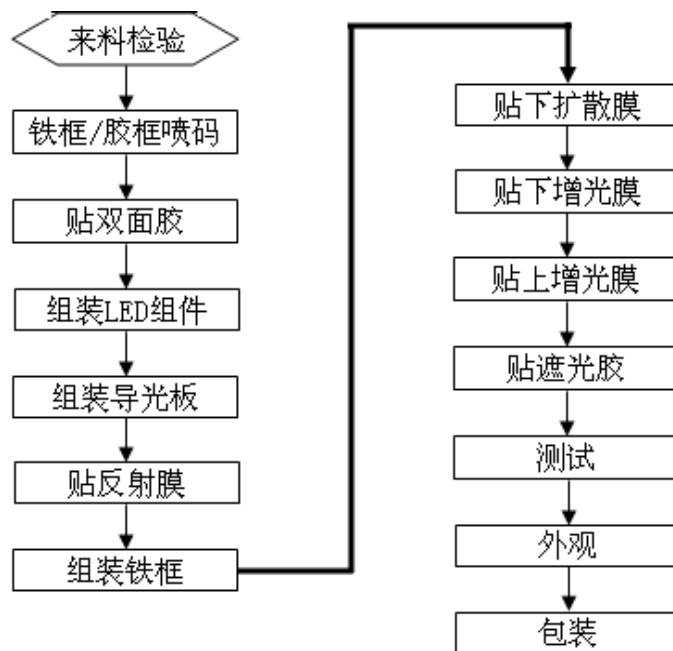 来料检验
铁框/胶框喷码
贴双面胶
组装LED组件
组装导光板
贴反射膜
组装铁框
贴下扩散膜
贴下增光膜
贴上增光膜
贴遮光胶
测试
外观
包装